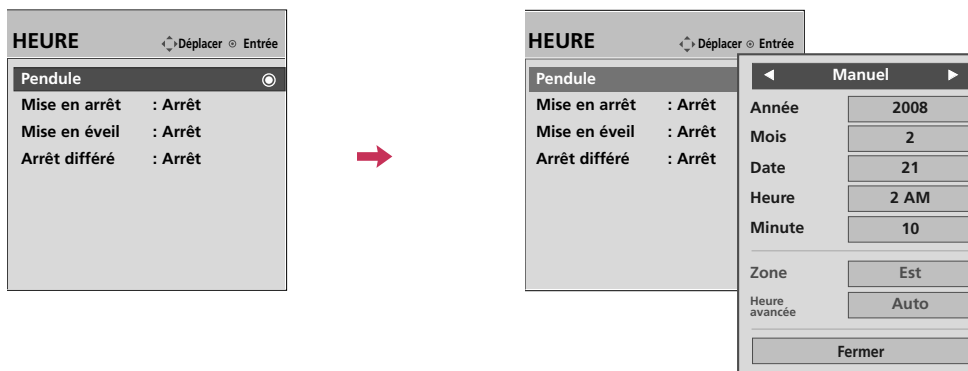 HEURE Déplacer Entrée
Pendule
Mise en arrêt : Arrêt
Mise en éveil : Arrêt
Arrêt différé : Arrêt
HEURE Déplacer Entrée
Pendule
Mise en arrêt : Arrêt
Mise en éveil : Arrêt
Arrêt différé : Arrêt
Manuel
Année 2008
Mois 2
Date 21
Heure 2 AM
Minute 10
Zone Est
Heure
avancée Auto
Fermer